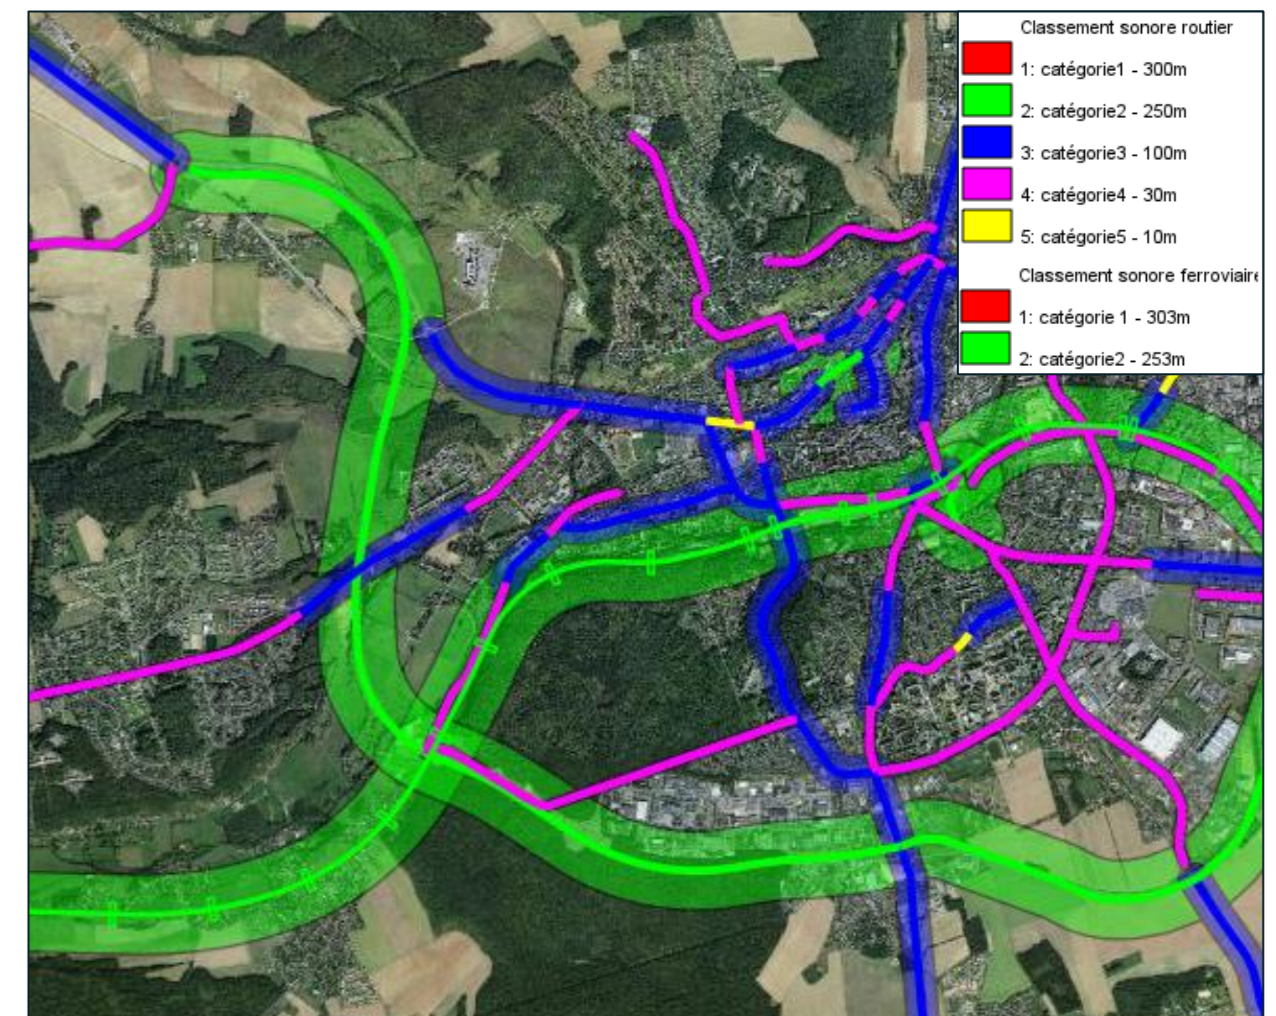 Classement sonore routier
1: catégorie1 - 300m
2: catégorie2 - 250m
3: catégorie3 - 100m
4: catégorie4 - 30m
5: catégorie5 - 10m
Classement sonore ferroviaire
1: catégorie 1 - 303m
2: catégorie2 - 253m